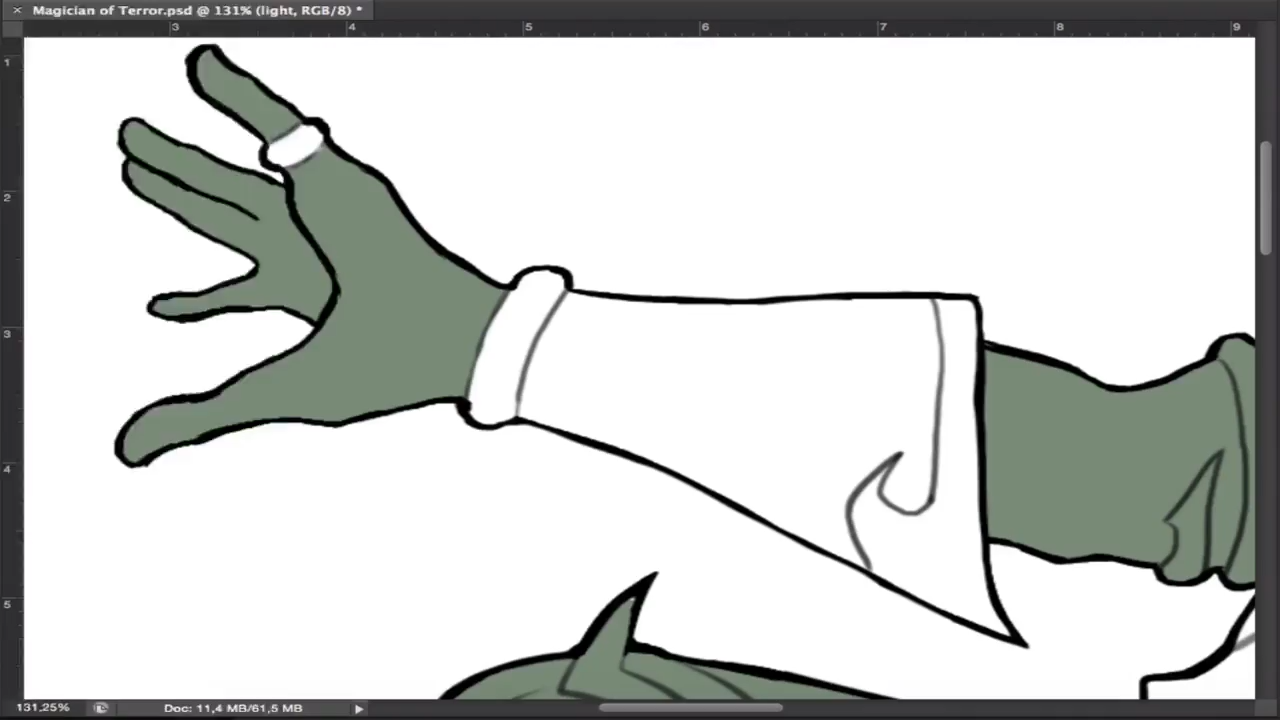 × Magician of Terror.psd @ 131% (light, RGB/8) *
3 4 5 6 7 8 9
1
2
3
4
5
131.25% Doc: 11,4 MB/61,5 MB